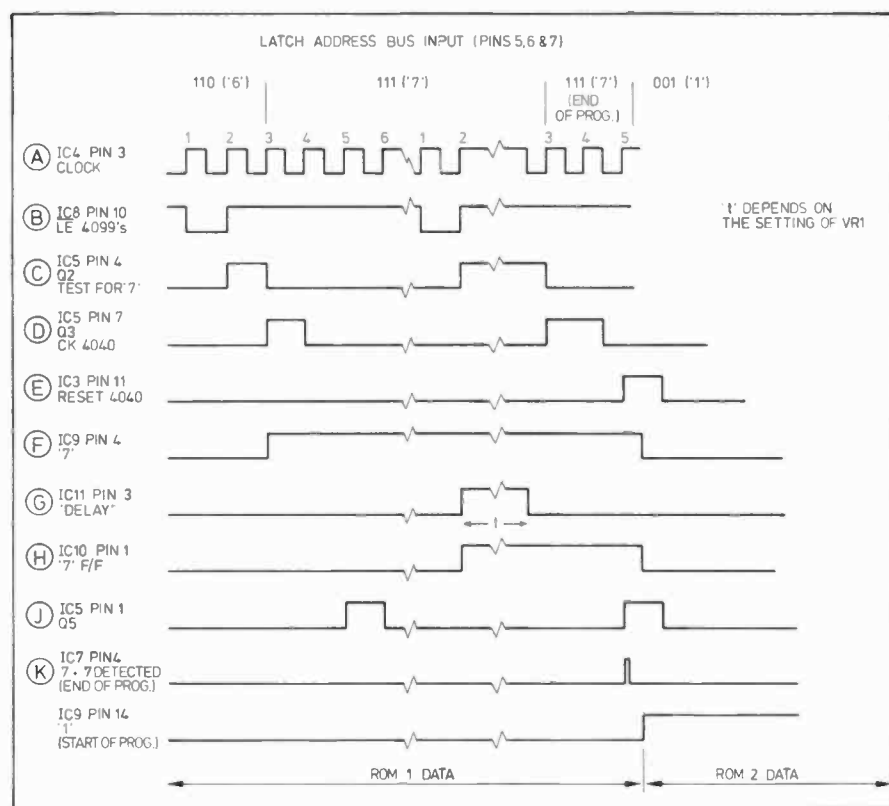 LATCH ADDRESS BUS INPUT (PINS 5,6 & 7)
110 ('6')
111 ('7')
111 ('7')
(END
OF PROG.)
001 ('1')
1 2 3 4 5 6 1 2 3 4 5
A IC4 PIN 3
CLOCK
B IC8 PIN 10
LE 4099's
't' DEPENDS ON
THE SETTING OF VR1
C IC5 PIN 4
Q2
TEST FOR '7'
D IC5 PIN 7
Q3
CK 4040
E IC3 PIN 11
RESET 4040
F IC9 PIN 4
'7'
G IC11 PIN 3
"DELAY"
t
H IC10 PIN 1
'7' F/F
J IC5 PIN 1
Q5
K IC7 PIN4
7 + 7 DETECTED
(END OF PROG.)
IC9 PIN 14
'1'
(START OF PROG.)
ROM 1 DATA
ROM 2 DATA